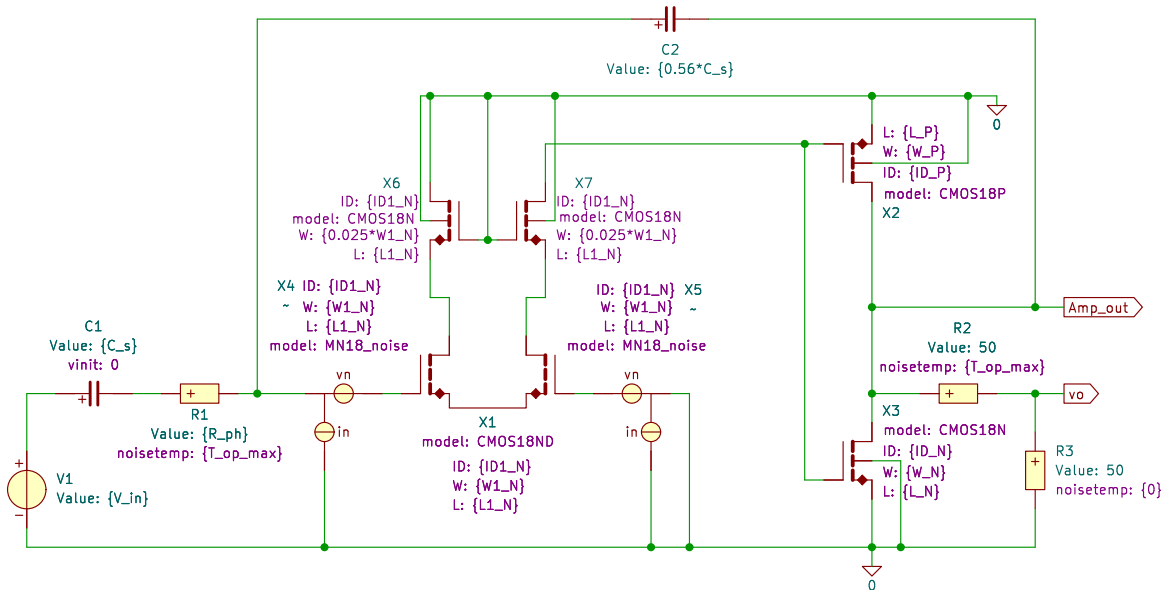 C2
Value: {0.56*C_s}
0
L: {L_P}
W: {W_P}
ID: {ID_P}
model: CMOS18P
X2
X6
ID: {ID1_N}
model: CMOS18N
W: {0.025*W1_N}
L: {L1_N}
X7
ID: {ID1_N}
model: CMOS18N
W: {0.025*W1_N}
L: {L1_N}
X4
~
ID: {ID1_N}
W: {W1_N}
L: {L1_N}
model: MN18_noise
X5
~
ID: {ID1_N}
W: {W1_N}
L: {L1_N}
model: MN18_noise
Amp_out
C1
Value: {C_s}
vinit: 0
R2
Value: 50
noisetemp: {T_op_max}
vn
vn
vo
R1
Value: {R_ph}
noisetemp: {T_op_max}
in
in
X1
model: CMOS18ND
ID: {ID1_N}
W: {W1_N}
L: {L1_N}
X3
model: CMOS18N
ID: {ID_N}
W: {W_N}
L: {L_N}
R3
Value: 50
noisetemp: {0}
V1
Value: {V_in}
0